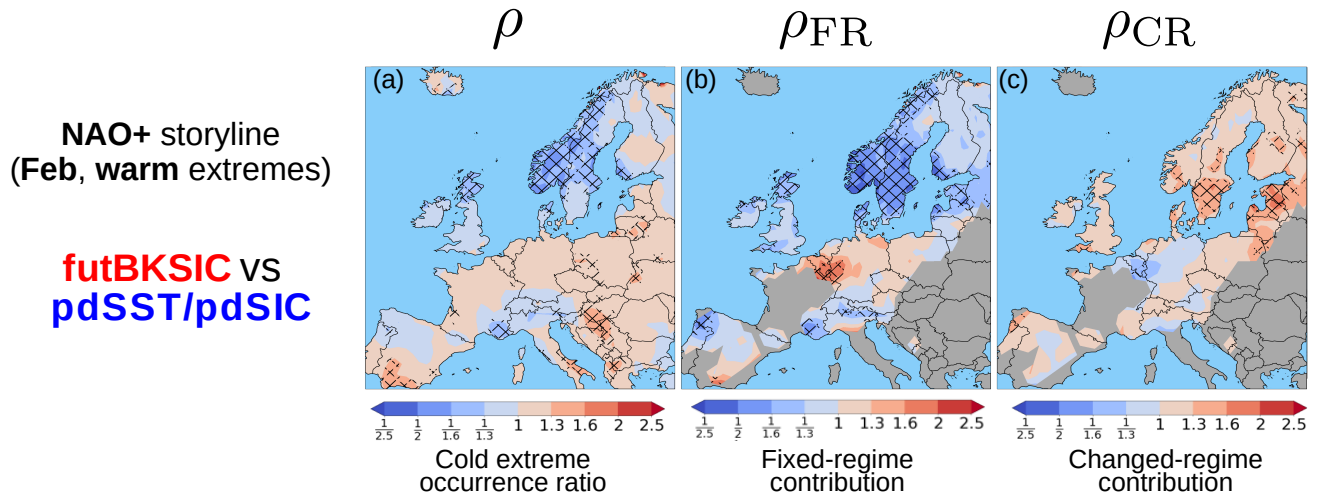 ρ ρFR ρCR
(a) (b) (c)
NAO+ storyline
(Feb, warm extremes)
futBKSIC vs
pdSST/pdSIC
1/2.5 1/2 1/1.6 1/1.3 1 1.3 1.6 2 2.5
1/2.5 1/2 1/1.6 1/1.3 1 1.3 1.6 2 2.5
1/2.5 1/2 1/1.6 1/1.3 1 1.3 1.6 2 2.5
Cold extreme
occurrence ratio
Fixed-regime
contribution
Changed-regime
contribution